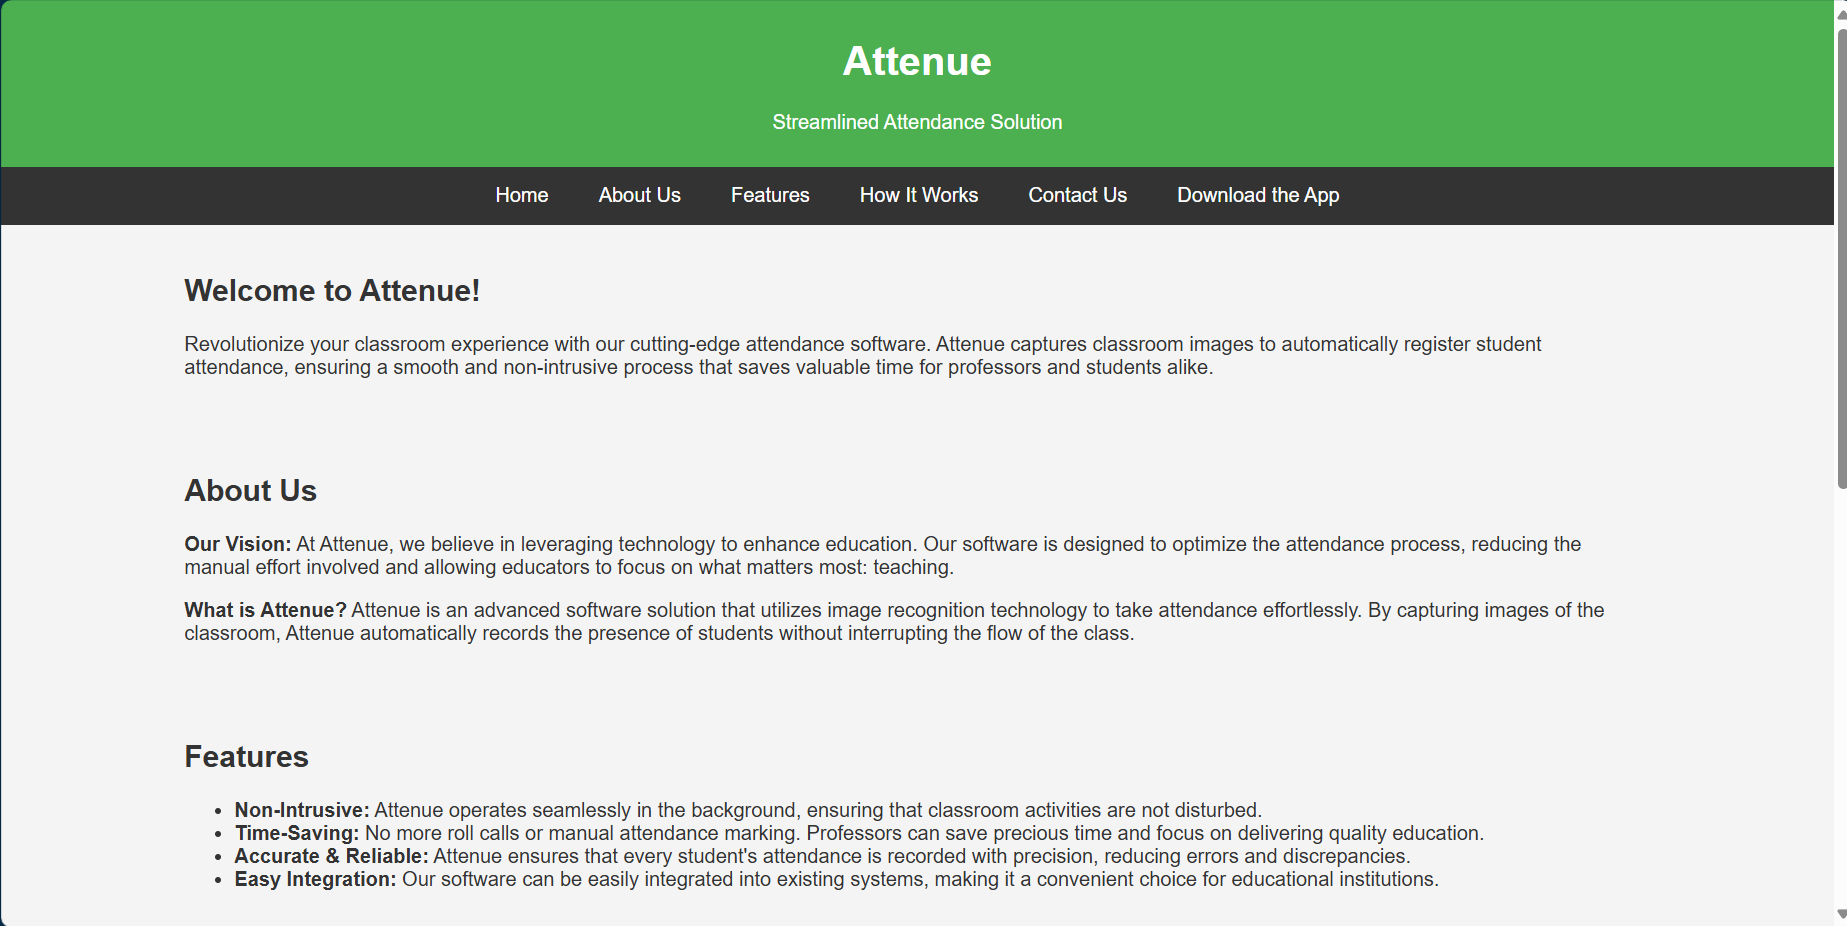 Attenue
Streamlined Attendance Solution
Home About Us Features How It Works Contact Us Download the App
Welcome to Attenue!
Revolutionize your classroom experience with our cutting-edge attendance software. Attenue captures classroom images to automatically register student
attendance, ensuring a smooth and non-intrusive process that saves valuable time for professors and students alike.
About Us
Our Vision: At Attenue, we believe in leveraging technology to enhance education. Our software is designed to optimize the attendance process, reducing the
manual effort involved and allowing educators to focus on what matters most: teaching.
What is Attenue? Attenue is an advanced software solution that utilizes image recognition technology to take attendance effortlessly. By capturing images of the
classroom, Attenue automatically records the presence of students without interrupting the flow of the class.
Features
• Non-Intrusive: Attenue operates seamlessly in the background, ensuring that classroom activities are not disturbed.
• Time-Saving: No more roll calls or manual attendance marking. Professors can save precious time and focus on delivering quality education.
• Accurate & Reliable: Attenue ensures that every student's attendance is recorded with precision, reducing errors and discrepancies.
• Easy Integration: Our software can be easily integrated into existing systems, making it a convenient choice for educational institutions.